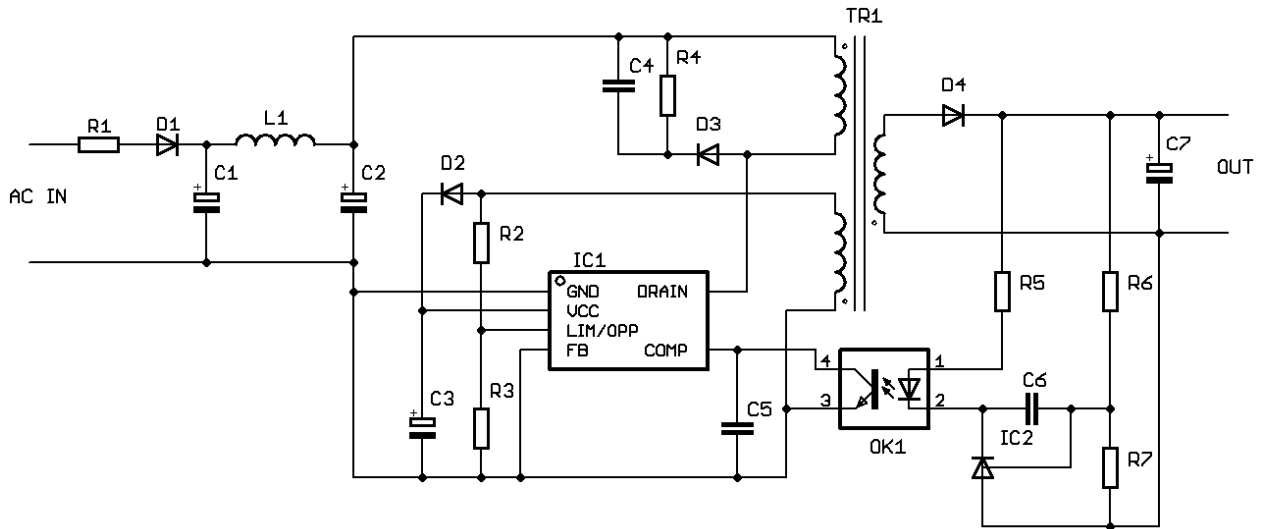 TR1
C4
R4
D4
R1
D1
L1
D3
C7
C1
C2
D2
OUT
AC IN
+
+
+
R2
IC1
GND
DRAIN
VCC
LIM/OPP
FB
COMP
R5
R6
R3
C3
+
C5
4
3
1
2
C6
OK1
IC2
R7